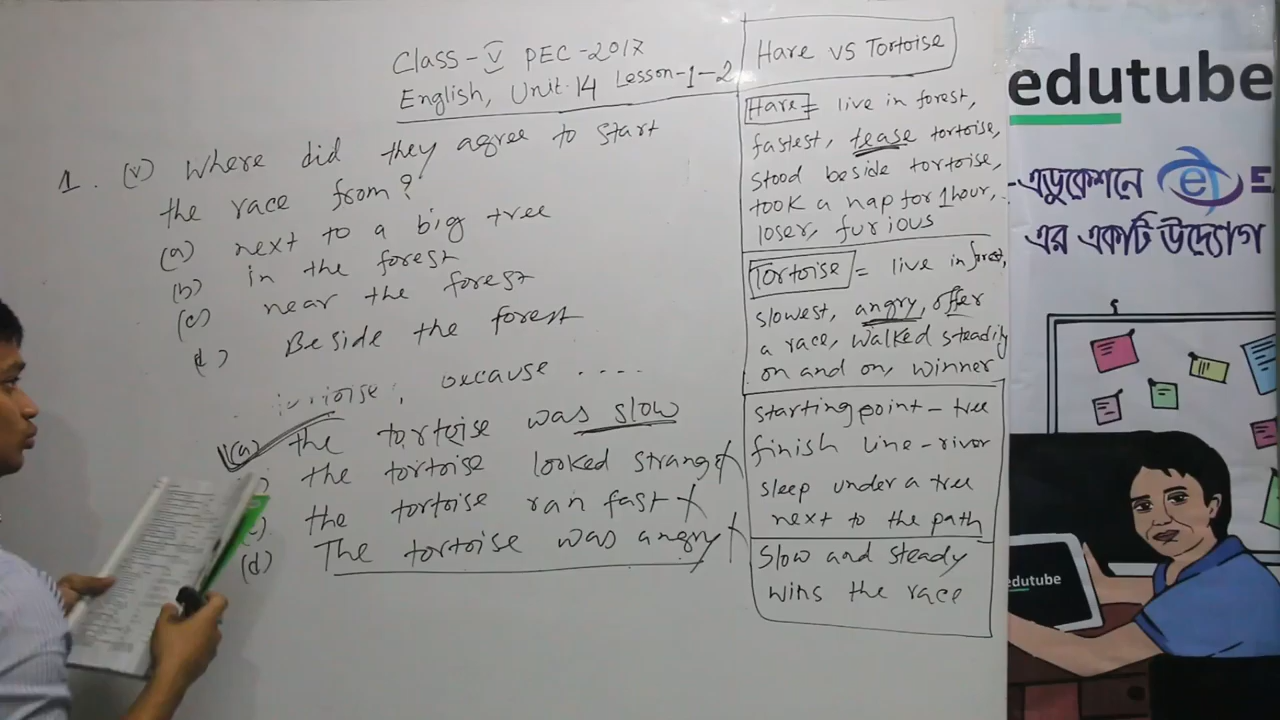 Class-V PEC-2017
English, Unit-14 Lesson-1-2
1. (v) Where did they agree to start
the race from?
(a) next to a big tree
(b) in the forest
(c) near the forest
(d) Beside the forest
because ....
(a) the tortoise was slow
the tortoise looked strange
(c) the tortoise ran fast
(d) The tortoise was angry
Hare vs Tortoise
Hare = live in forest,
fastest, tease tortoise,
stood beside tortoise,
took a nap for 1 hour,
loser, furious
Tortoise = live in forest,
slowest, angry, offer
a race, walked steadily
on and on, winner
starting point - tree
finish line - river
sleep under a tree
next to the path
Slow and steady
wins the race
edutube
-এডুকেশনে e E
এর একটি উদ্যোগ
edutube